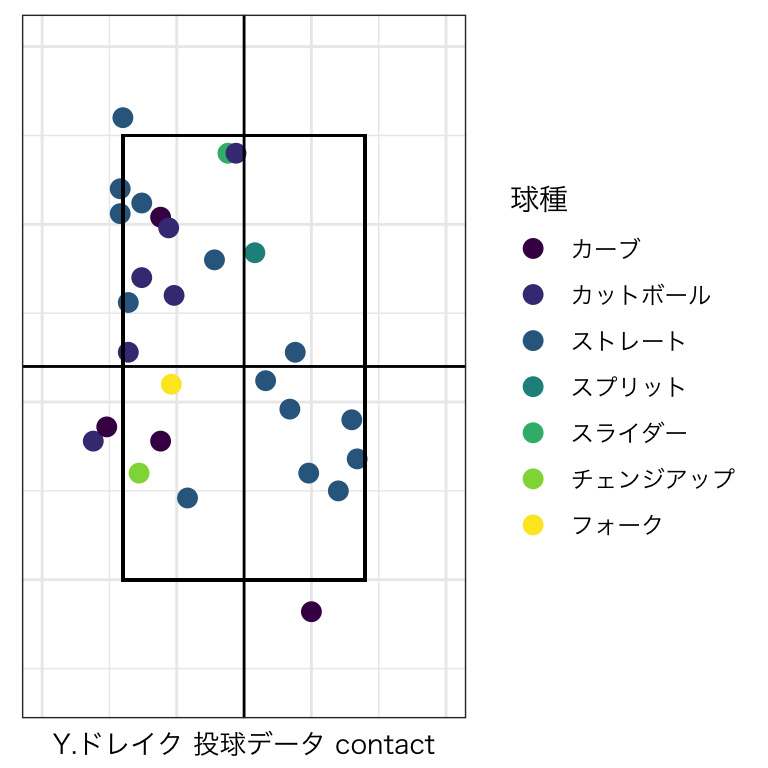 球種
カーブ
カットボール
ストレート
スプリット
スライダー
チェンジアップ
フォーク
Y.ドレイク 投球データ contact